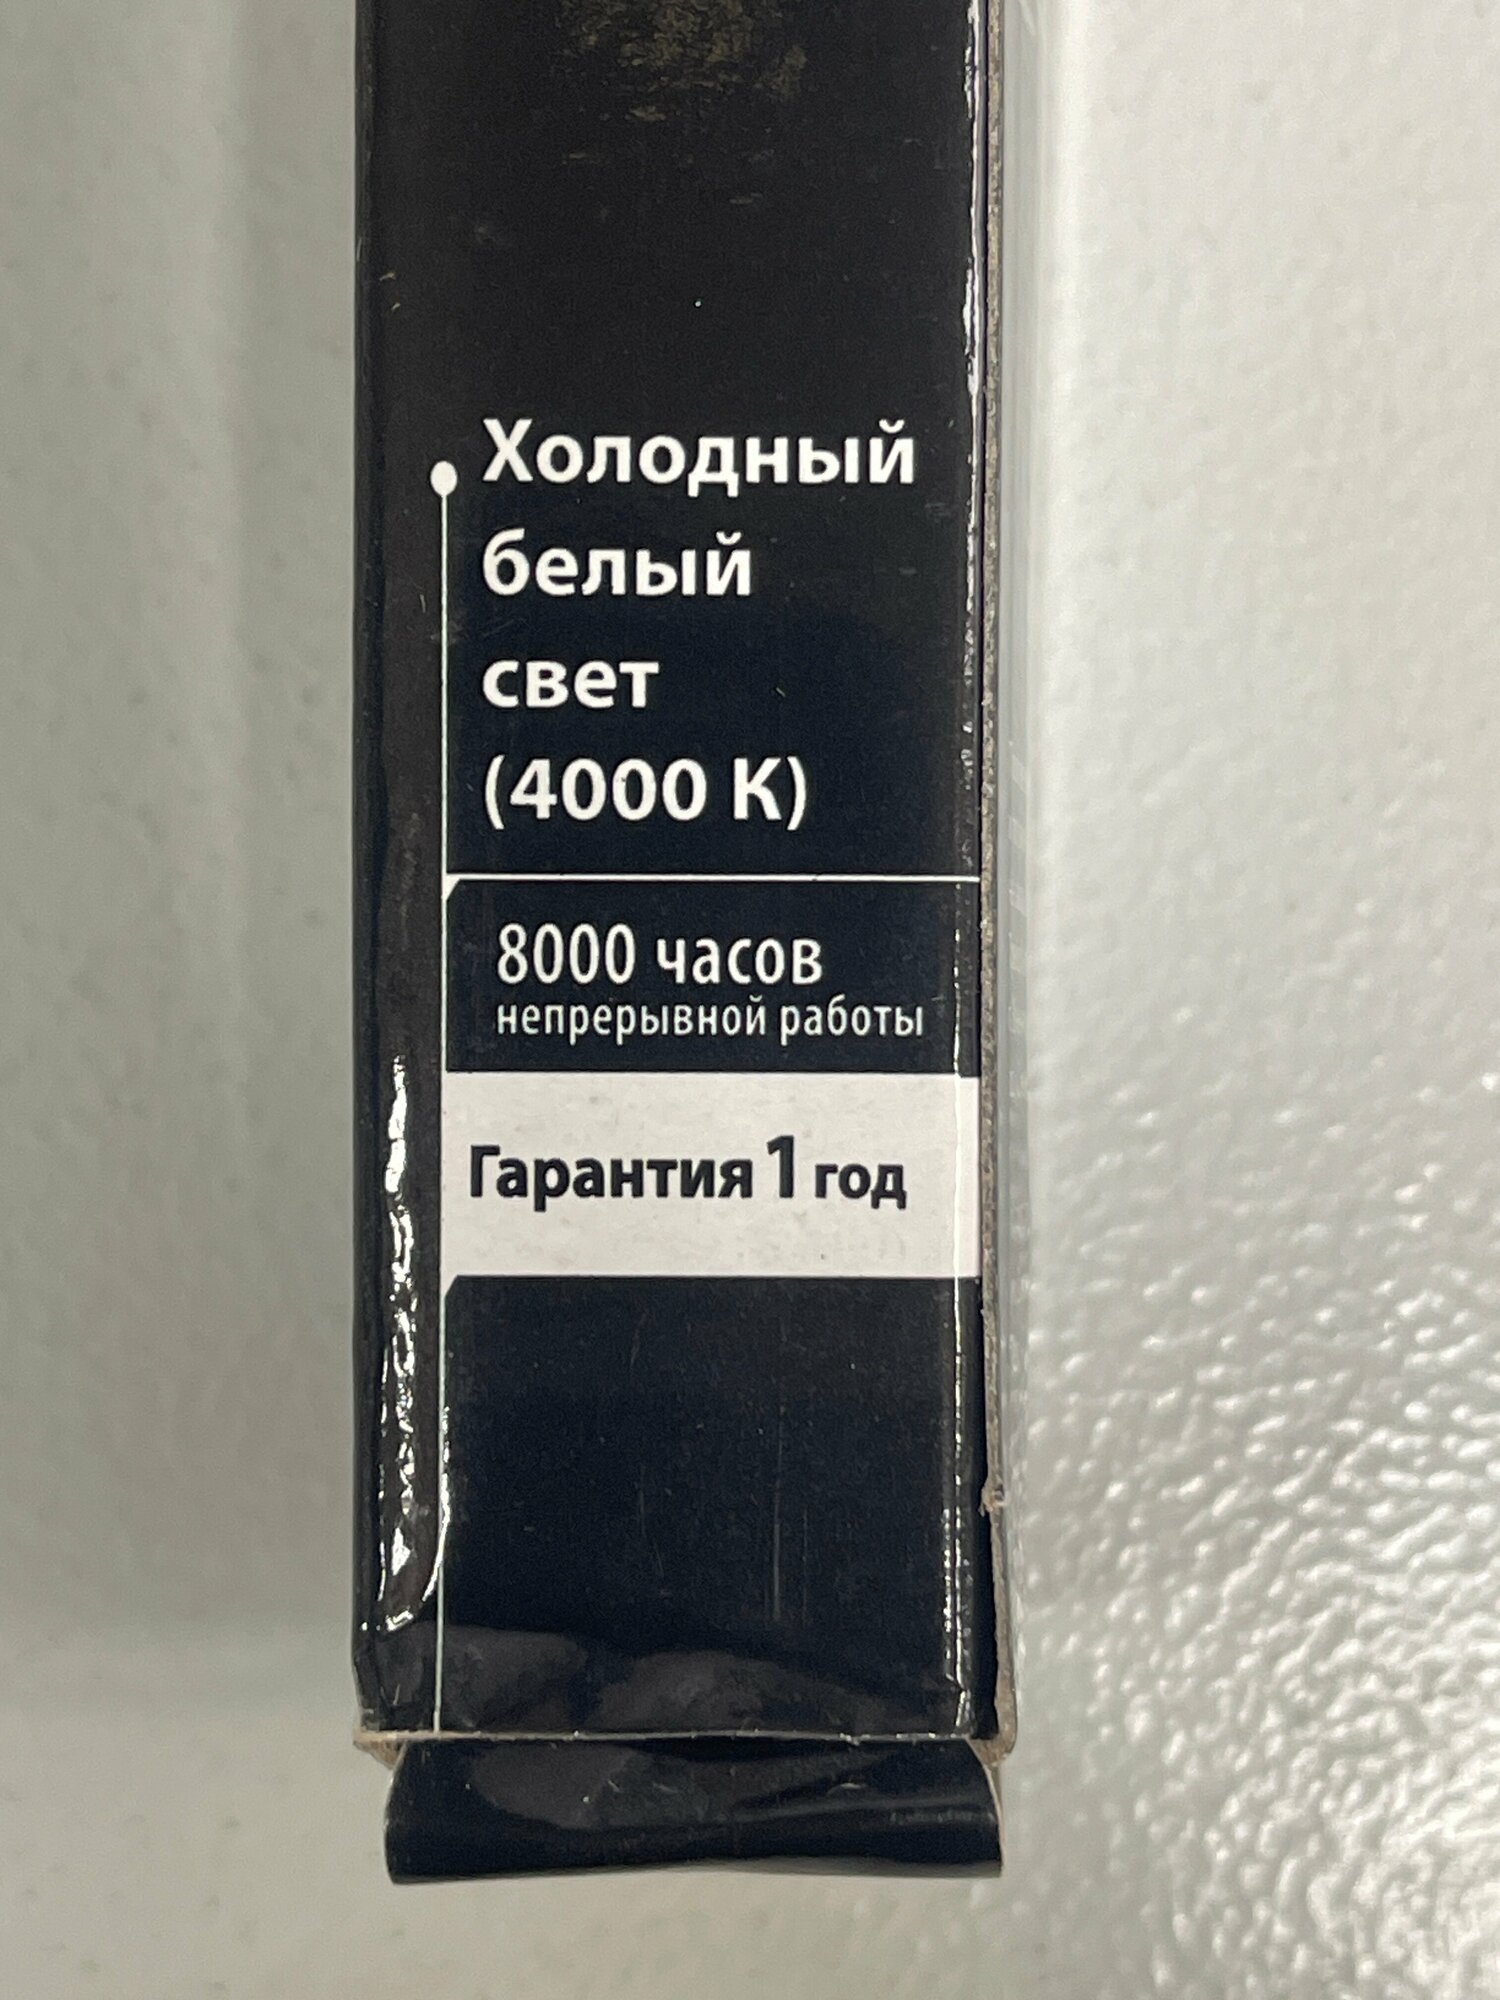 Холодный
белый
свет
(4000 К)
8000 часов
непрерывной работы
Гарантия 1 год